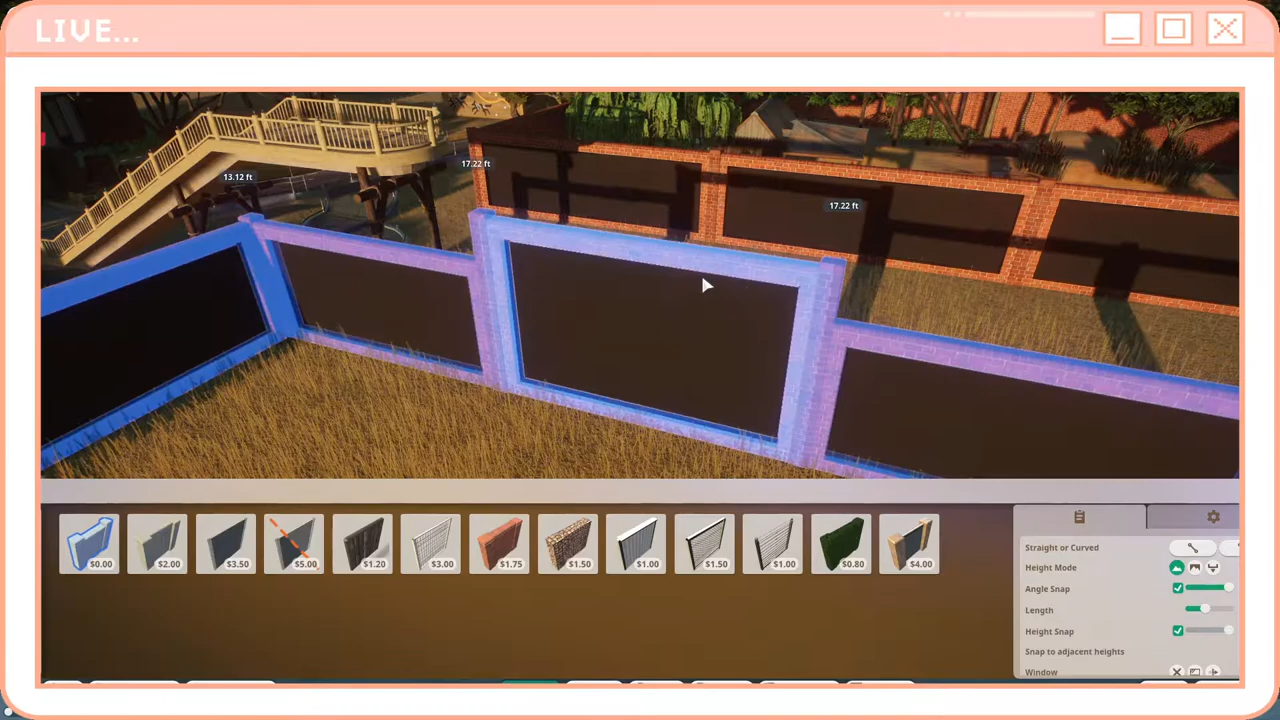 LIVE...
17.22 ft
13.12 ft
17.22 ft
$0.00
$2.00
$3.50
$5.00
$1.20
$3.00
$1.75
$1.50
$1.00
$1.50
$1.00
$0.80
$4.00
Straight or Curved
Height Mode
Angle Snap
Length
Height Snap
Snap to adjacent heights
Window